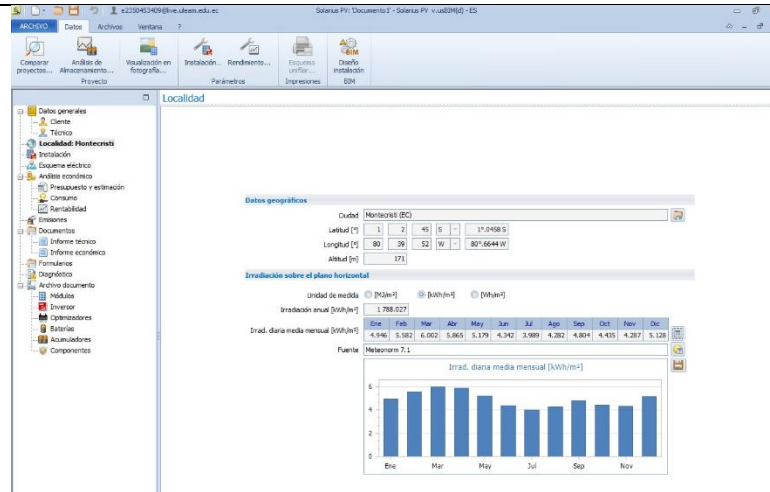 e2350453409@live.uleam.edu.ec
Solarius PV: 'Documento1' - Solarius PV v.usBIM(d) - ES
ARCHIVO Datos Archivos Ventana ?
Comparar proyectos... Análisis de Almacenamiento... Visualización en fotografía... Instalación... Rendimiento... Esquema unifilar... Diseño instalación
Proyecto Parámetros Impresiones BIM
Localidad
Datos generales
Cliente
Técnico
Localidad: Montecristi
Instalación
Esquema eléctrico
Análisis económico
Presupuesto y estimación
Consumo
Rentabilidad
Emisiones
Documentos
Informe técnico
Informe económico
Formularios
Diagnóstico
Archivo documento
Módulos
Inversor
Optimizadores
Baterías
Acumuladores
Componentes
Datos geográficos
Ciudad Montecristi (EC)
Latitud [°] 1 2 45 S 1°.0458 S
Longitud [°] 80 39 52 W 80°.6644 W
Altitud [m] 171
Irradiación sobre el plano horizontal
Unidad de medida [MJ/m²] [kWh/m²] [Wh/m²]
Irradiación anual [kWh/m²] 1 788.027
Ene Feb Mar Abr May Jun Jul Ago Sep Oct Nov Dic
Irrad. diaria media mensual [kWh/m²] 4.946 5.582 6.002 5.865 5.179 4.342 3.989 4.282 4.804 4.435 4.287 5.128
Fuente Meteonorm 7.1
Irrad. diaria media mensual [kWh/m²]
6
4
2
0
Ene Mar May Jul Sep Nov